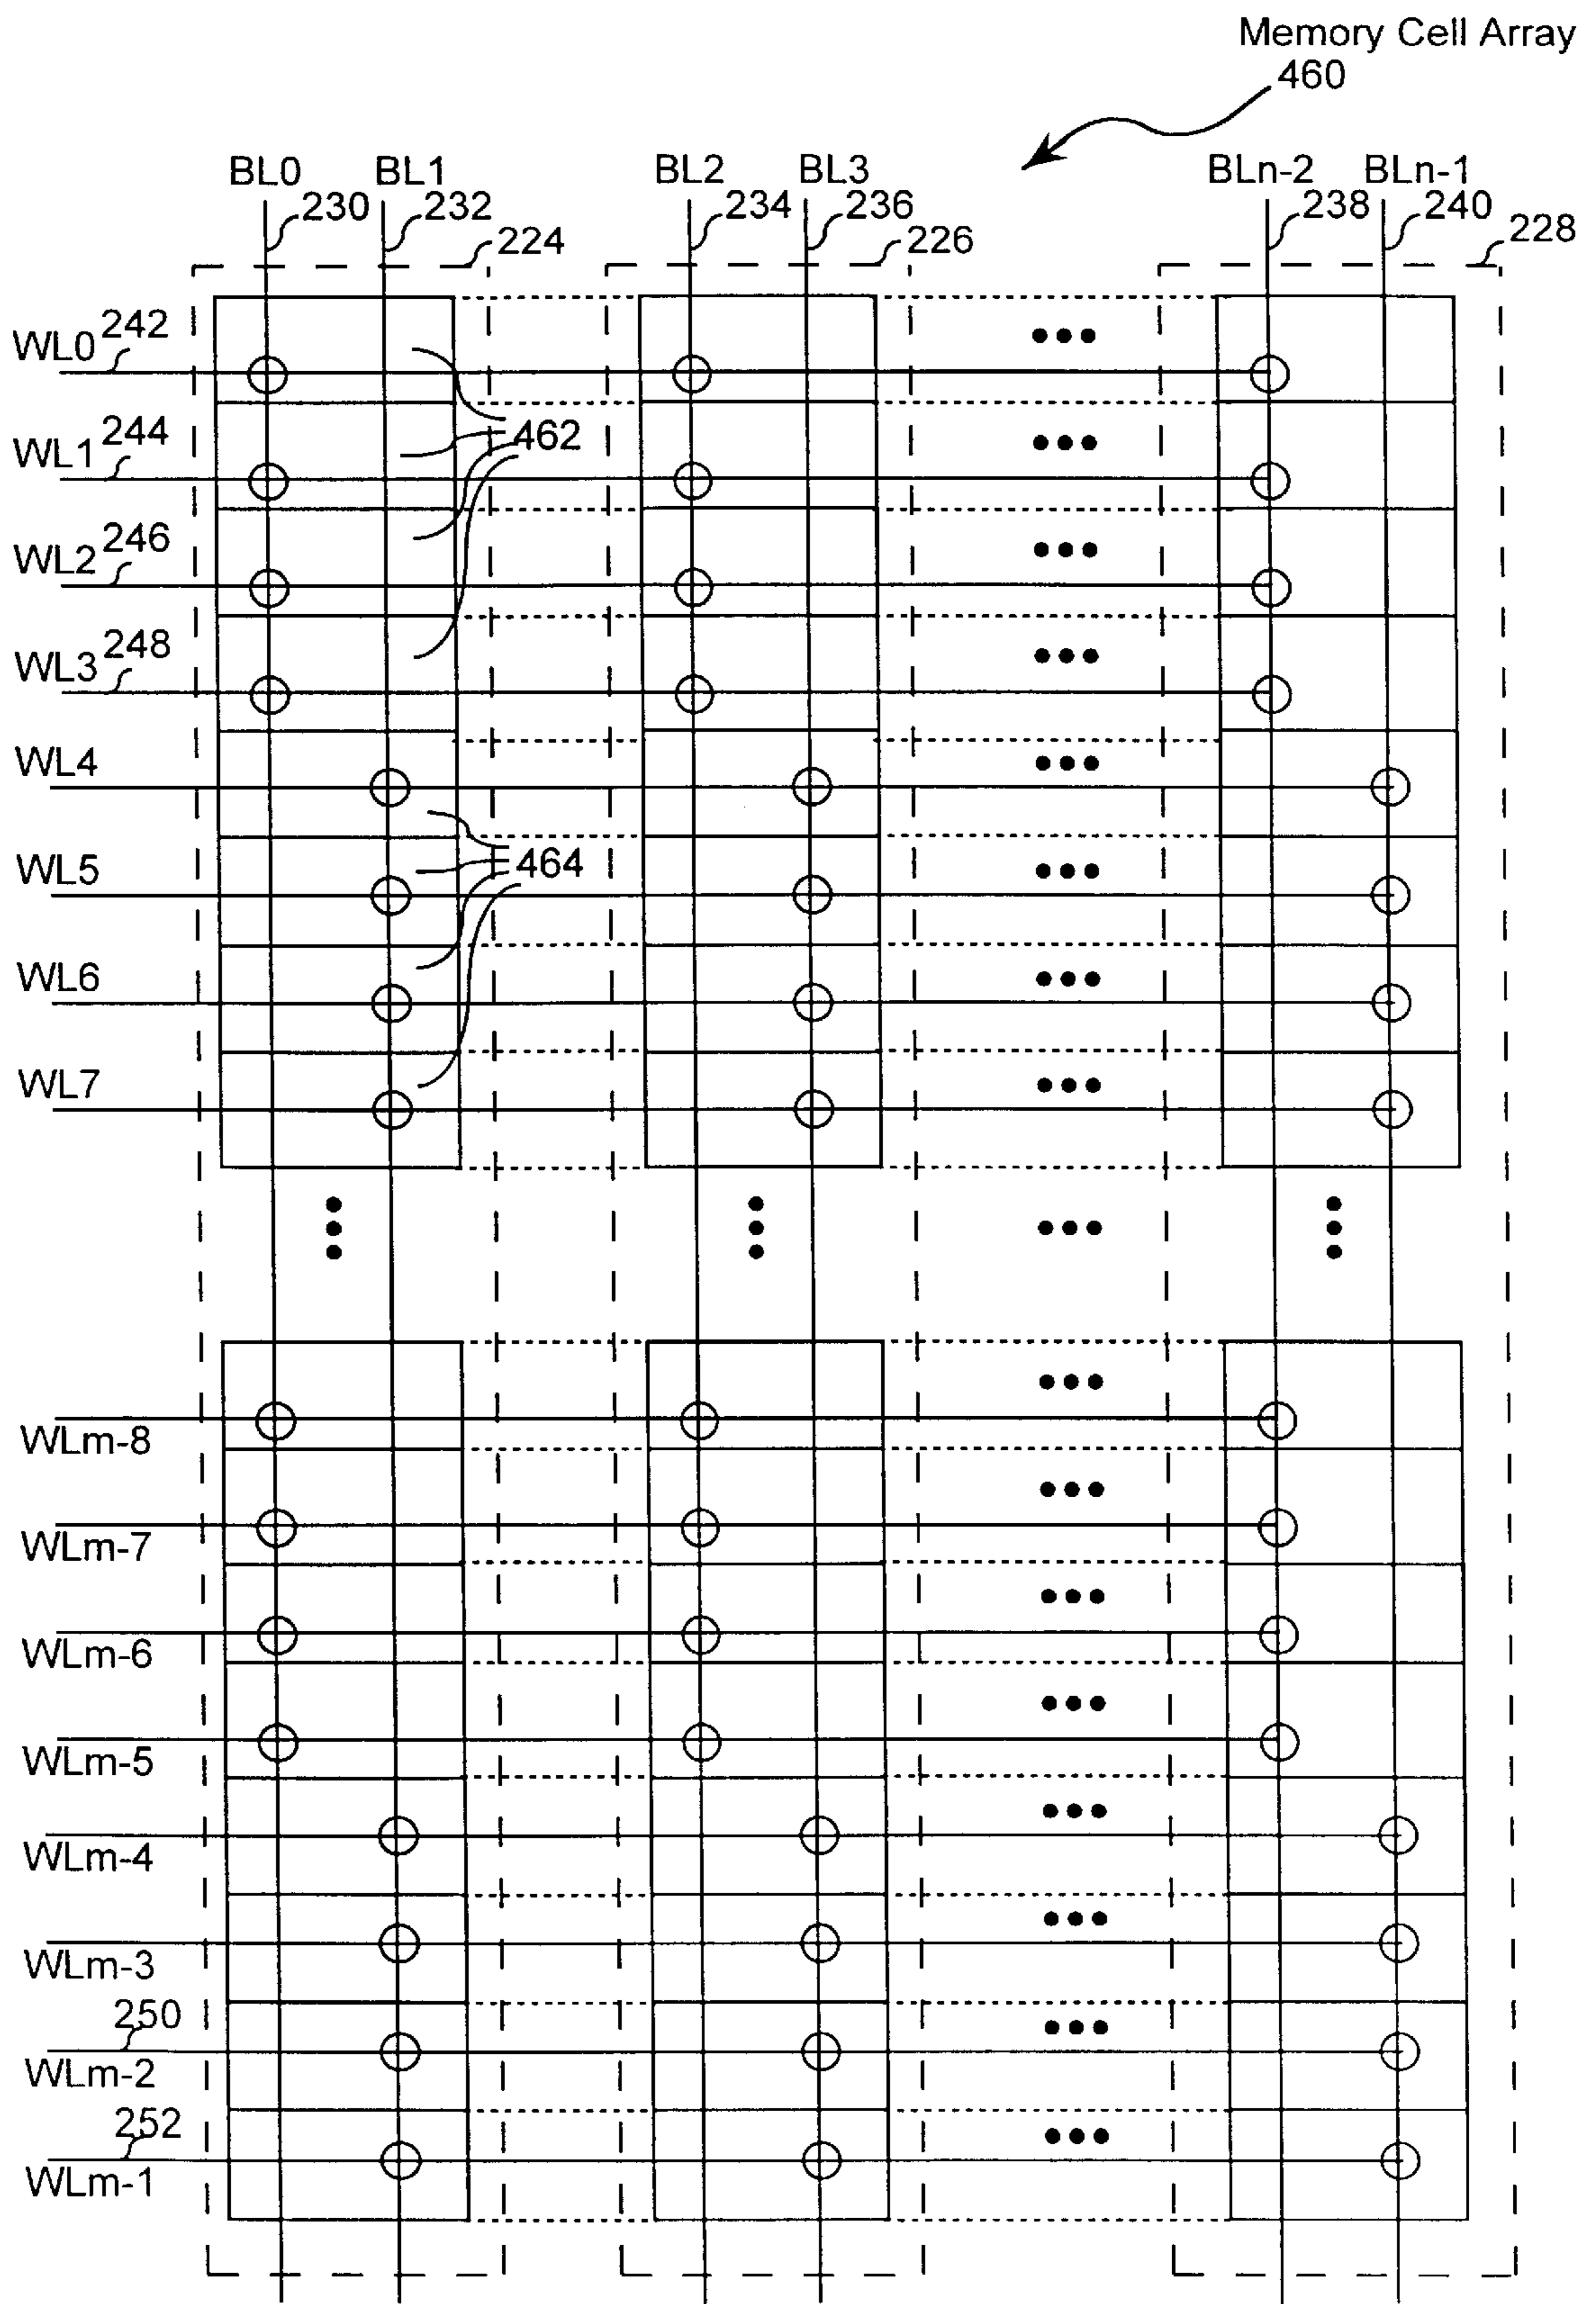 Memory Cell Array
460
BL0 BL1 BL2 BL3 BLn-2 BLn-1
230 232 234 236 238 240
224 226 228
WL0 242
462
WL1 244
WL2 246
WL3 248
WL4
464
WL5
WL6
WL7
WLm-8
WLm-7
WLm-6
WLm-5
WLm-4
WLm-3
250
WLm-2
252
WLm-1